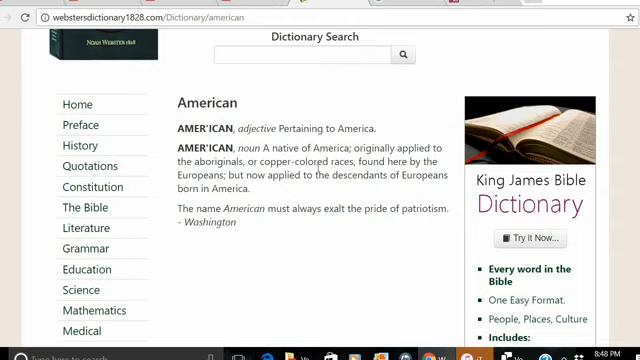 webstersdictionary1828.com/Dictionary/american
NOAH WEBSTER 1828
Dictionary Search
Home
Preface
History
Quotations
Constitution
The Bible
Literature
Grammar
Education
Science
Mathematics
Medical
American
AMER'ICAN, adjective Pertaining to America.
AMER'ICAN, noun A native of America; originally applied to
the aboriginals, or copper-colored races, found here by the
Europeans; but now applied to the descendants of Europeans
born in America.
The name American must always exalt the pride of patriotism.
- Washington
King James Bible
Dictionary
Try it Now...
Every word in the
Bible
One Easy Format.
People, Places, Culture
Includes:
Type here to search
8:48 PM